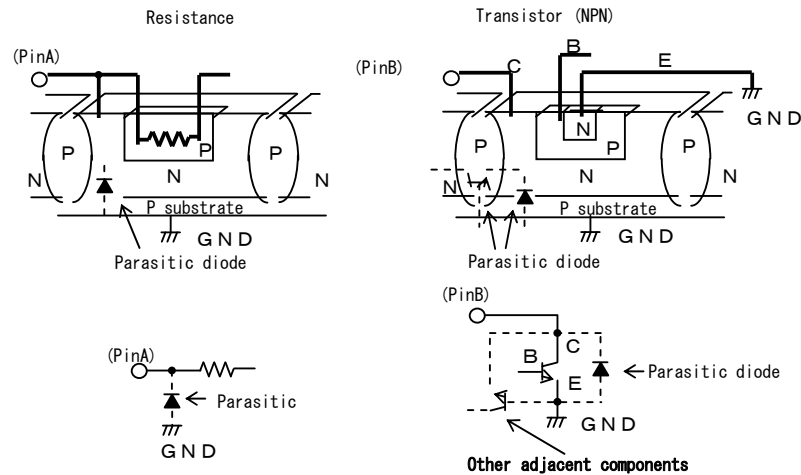 Resistance
(PinA)
P
P
P
N
N
N
P substrate
GND
Parasitic diode
Transistor (NPN)
(PinB)
B
C
E
GND
N
P
P
P
N
N
N
P substrate
GND
Parasitic diode
(PinA)
Parasitic
GND
(PinB)
C
B
E
Parasitic diode
GND
Other adjacent components